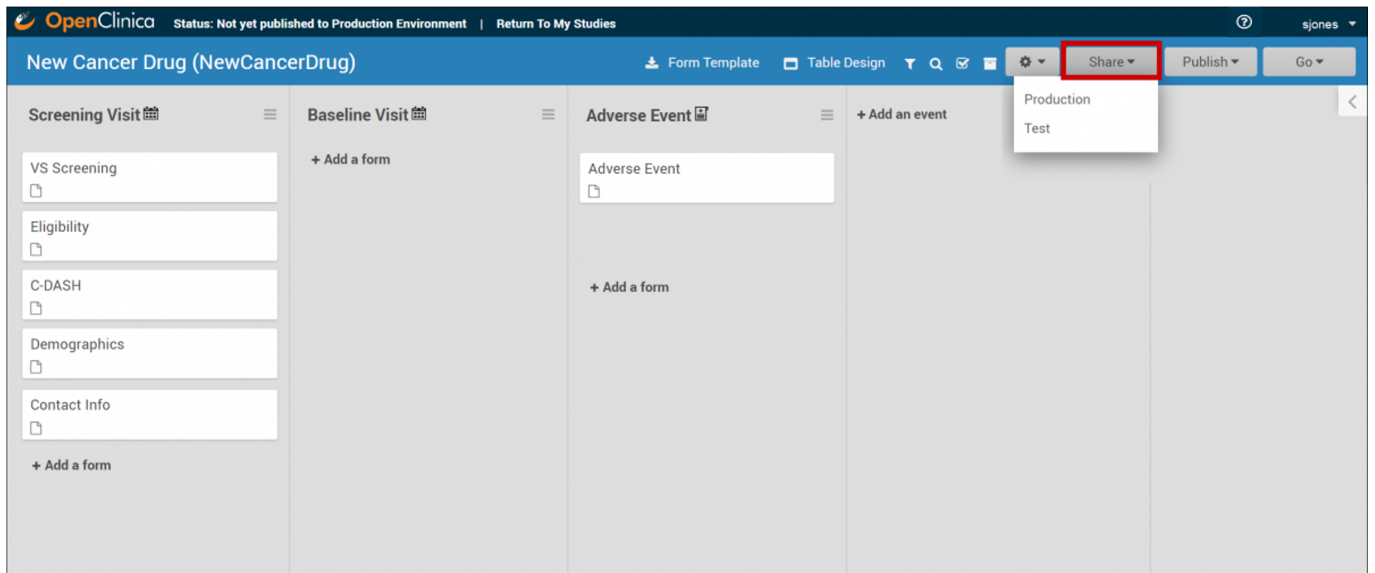 OpenClinica Status: Not yet published to Production Environment | Return To My Studies sjones
New Cancer Drug (NewCancerDrug) Form Template Table Design Share Publish Go
Production
Test
Screening Visit Baseline Visit Adverse Event + Add an event
VS Screening
Eligibility
C-DASH
Demographics
Contact Info
+ Add a form
+ Add a form
Adverse Event
+ Add a form